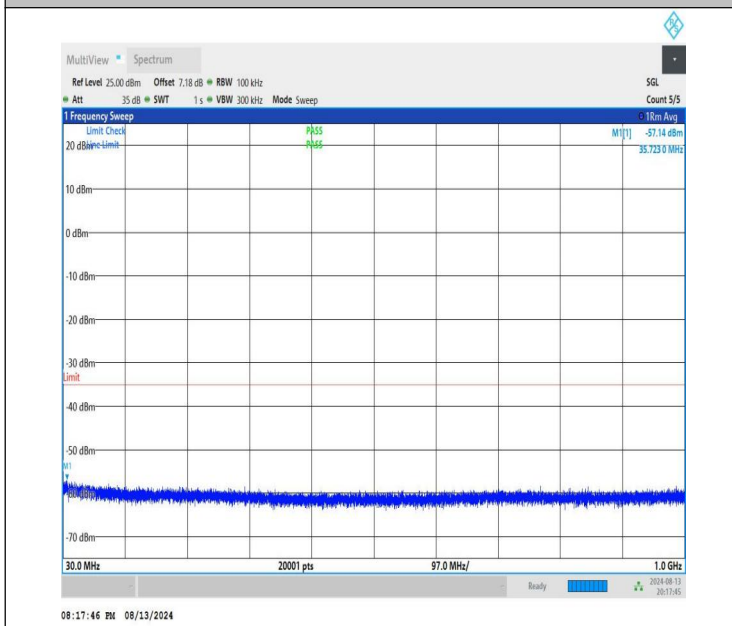 MultiView Spectrum
Ref Level 25.00 dBm Offset 7.18 dB RBW 100 kHz SGL
Att 35 dB SWT 1 s VBW 300 kHz Mode Sweep Count 5/5
1 Frequency Sweep 1Rm Avg
Limit Check PASS M1[1] -57.14 dBm
20 dBm Line Limit PASS 35.723 0 MHz
10 dBm
0 dBm
-10 dBm
-20 dBm
-30 dBm
Limit
-40 dBm
-50 dBm
M1
-60 dBm
-70 dBm
30.0 MHz 20001 pts 97.0 MHz/ 1.0 GHz
Ready 2024-08-13
20:17:45
08:17:46 PM 08/13/2024